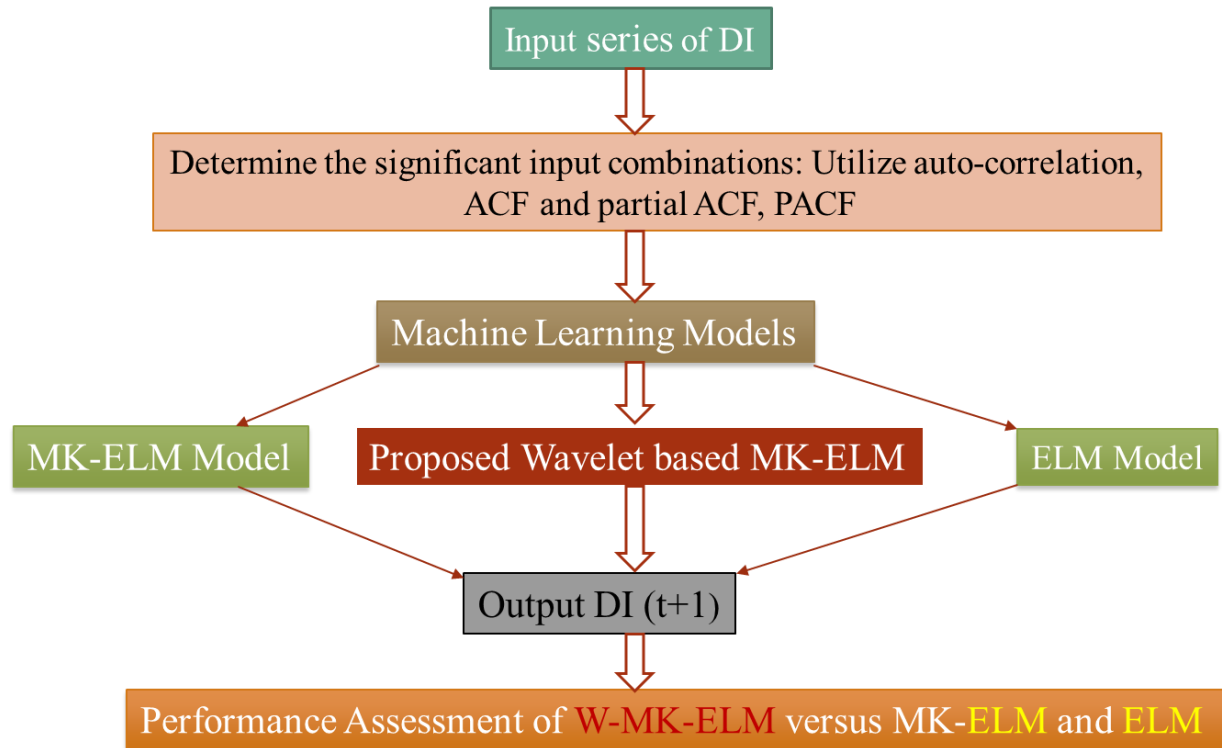 Input series of DI
Determine the significant input combinations: Utilize auto-correlation,
ACF and partial ACF, PACF
Machine Learning Models
MK-ELM Model
Proposed Wavelet based MK-ELM
ELM Model
Output DI (t+1)
Performance Assessment of W-MK-ELM versus MK-ELM and ELM